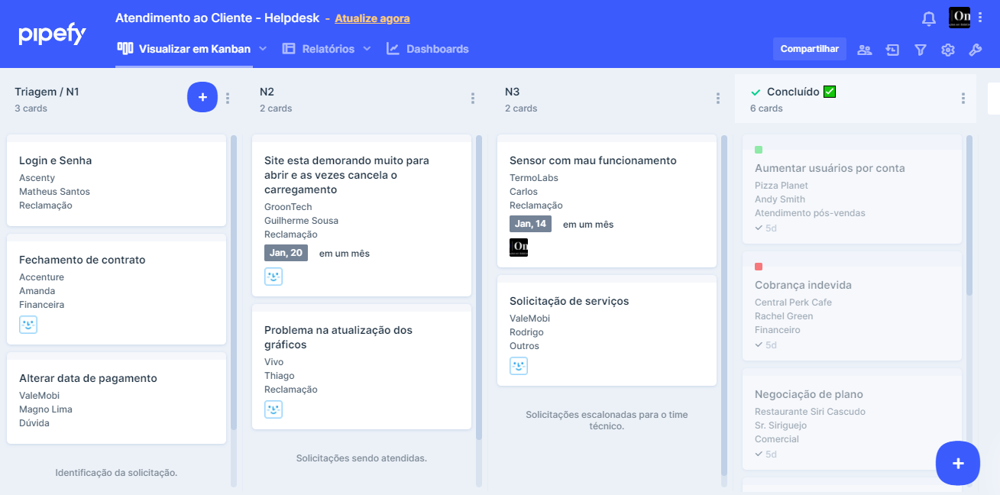 pipefy
Atendimento ao Cliente - Helpdesk - Atualize agora
Visualizar em Kanban
Relatórios
Dashboards
Compartilhar
On
Triagem / N1
3 cards
Login e Senha
Ascenty
Matheus Santos
Reclamação
Fechamento de contrato
Accenture
Amanda
Financeira
Alterar data de pagamento
ValeMobi
Magno Lima
Dúvida
Identificação da solicitação.
N2
2 cards
Site esta demorando muito para
abrir e as vezes cancela o
carregamento
GroonTech
Guilherme Sousa
Reclamação
Jan, 20 em um mês
Problema na atualização dos
gráficos
Vivo
Thiago
Reclamação
Solicitações sendo atendidas.
N3
2 cards
Sensor com mau funcionamento
TermoLabs
Carlos
Reclamação
Jan, 14 em um mês
On
Solicitação de serviços
ValeMobi
Rodrigo
Outros
Solicitações escalonadas para o time
técnico.
Concluído ✅
6 cards
Aumentar usuários por conta
Pizza Planet
Andy Smith
Atendimento pós-vendas
✓ 5d
Cobrança indevida
Central Perk Cafe
Rachel Green
Financeiro
✓ 5d
Negociação de plano
Restaurante Siri Cascudo
Sr. Siriguejo
Comercial
✓ 5d